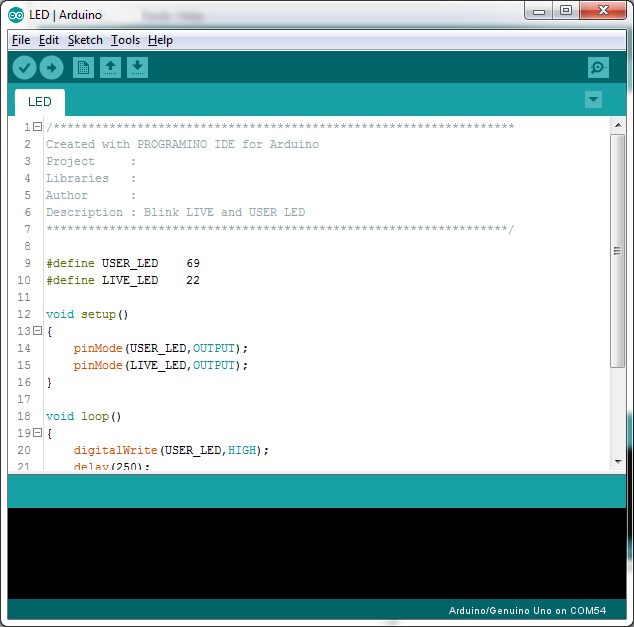 LED | Arduino
File Edit Sketch Tools Help
LED
1 /******************************************************************
2 Created with PROGRAMINO IDE for Arduino
3 Project     :
4 Libraries   :
5 Author      :
6 Description : Blink LIVE and USER LED
7 ******************************************************************/
8
9 #define USER_LED    69
10 #define LIVE_LED    22
11
12 void setup()
13 {
14     pinMode(USER_LED,OUTPUT);
15     pinMode(LIVE_LED,OUTPUT);
16 }
17
18 void loop()
19 {
20     digitalWrite(USER_LED,HIGH);
21     delay(250);
Arduino/Genuino Uno on COM54